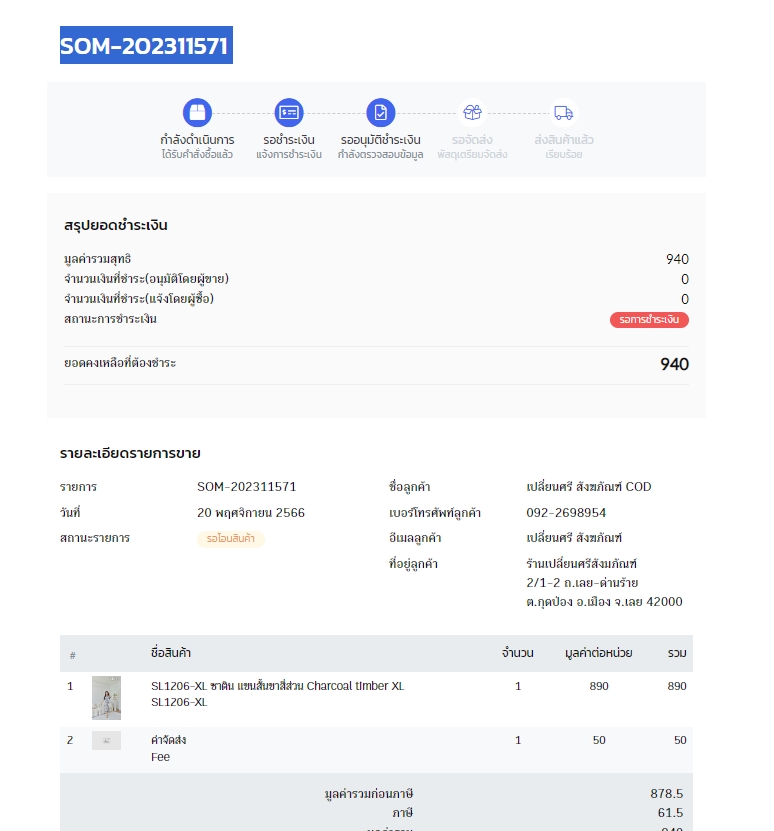 SOM-202311571
กำลังดำเนินการ
ได้รับคำสั่งซื้อแล้ว
รอชำระเงิน
แจ้งการชำระเงิน
รออนุมัติชำระเงิน
กำลังตรวจสอบข้อมูล
รอจัดส่ง
พัสดุเตรียมจัดส่ง
ส่งสินค้าแล้ว
เรียบร้อย
สรุปยอดชำระเงิน
มูลค่ารวมสุทธิ 940
จำนวนเงินที่ชำระ(อนุมัติโดยผู้ขาย) 0
จำนวนเงินที่ชำระ(แจ้งโดยผู้ซื้อ) 0
สถานะการชำระเงิน รอการชำระเงิน
ยอดคงเหลือที่ต้องชำระ 940
รายละเอียดรายการขาย
รายการ SOM-202311571
วันที่ 20 พฤศจิกายน 2566
สถานะรายการ รอโอนสินค้า
ชื่อลูกค้า เปลี่ยนศรี สังฆภัณฑ์ COD
เบอร์โทรศัพท์ลูกค้า 092-2698954
อีเมลลูกค้า เปลี่ยนศรี สังฆภัณฑ์
ที่อยู่ลูกค้า ร้านเปลี่ยนศรีสังฆภัณฑ์
2/1-2 ถ.เลย-ด่านร้าย
ต.กุดป่อง อ.เมือง จ.เลย 42000
# ชื่อสินค้า จำนวน มูลค่าต่อหน่วย รวม
1 SL1206-XL ซาติน แขนสั้นขาสี่ส่วน Charcoal tImber XL 1 890 890
SL1206-XL
2 ค่าจัดส่ง 1 50 50
Fee
มูลค่ารวมก่อนภาษี 878.5
ภาษี 61.5